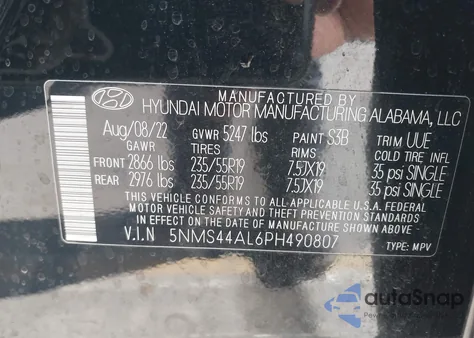 MANUFACTURED BY
HYUNDAI MOTOR MANUFACTURING ALABAMA, LLC
Aug/08/22 GVWR 5247 lbs PAINT S3B TRIM UUE
GAWR TIRES RIMS COLD TIRE INFL
FRONT 2866 lbs 235/55R19 7.5JX19 35 psi SINGLE
REAR 2976 lbs 235/55R19 7.5JX19 35 psi SINGLE
THIS VEHICLE CONFORMS TO ALL APPLICABLE U.S.A. FEDERAL
MOTOR VEHICLE SAFETY, BUMPER, AND THEFT PREVENTION STANDARDS
IN EFFECT ON THE DATE OF MANUFACTURE SHOWN ABOVE.
V.I.N 5NMS44AL6PH490807 TYPE: MPV
autoSnap